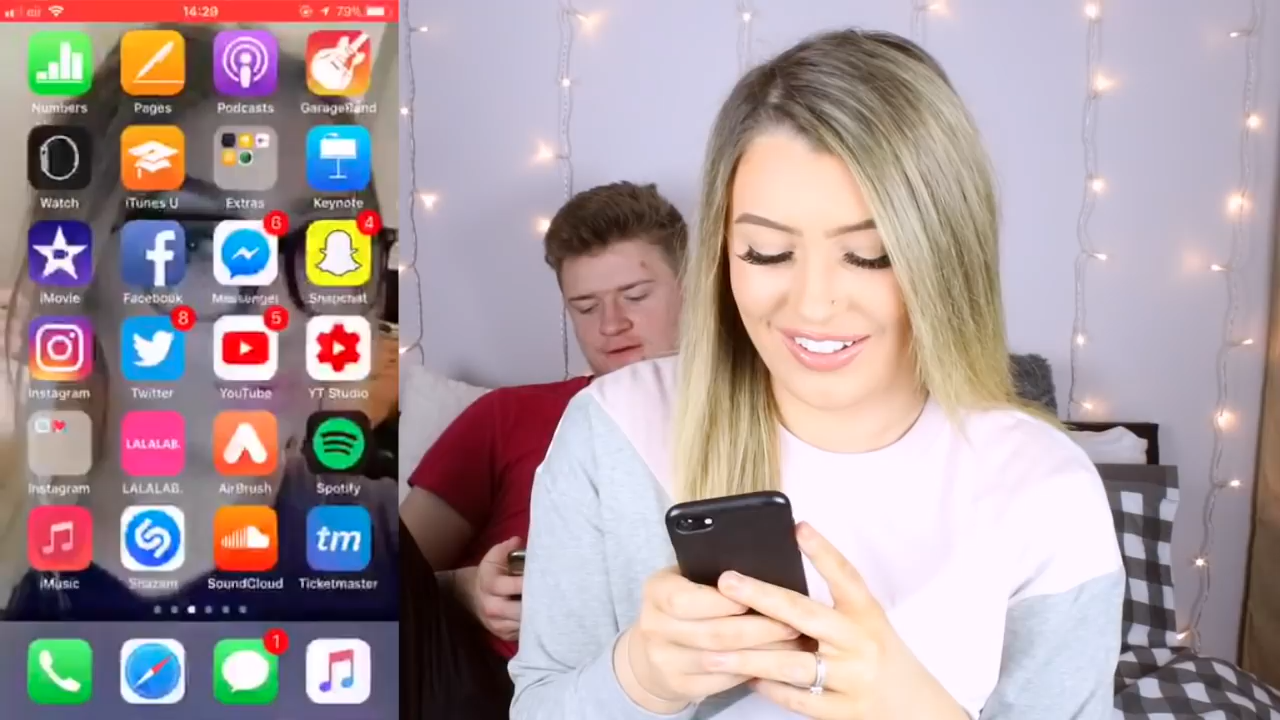 14:29 79%
Numbers Pages Podcasts GarageBand
Watch iTunes U Extras Keynote
6 4
iMovie Facebook Messenger Snapchat
8 5
Instagram Twitter YouTube YT Studio
LALALAB.
Instagram LALALAB. AirBrush Spotify
tm
iMusic Shazam SoundCloud Ticketmaster
1